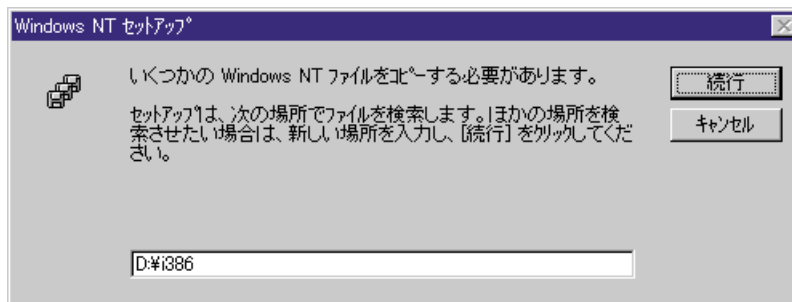 Windows NT ｾｯﾄｱｯﾌﾟ
いくつかの Windows NT ﾌｧｲﾙをｺﾋﾟｰする必要があります。
続行
ｾｯﾄｱｯﾌﾟは、次の場所でﾌｧｲﾙを検索します。ほかの場所を検
索させたい場合は、新しい場所を入力し、[続行] をｸﾘｯｸしてくだ
さい。
ｷｬﾝｾﾙ
D:¥i386